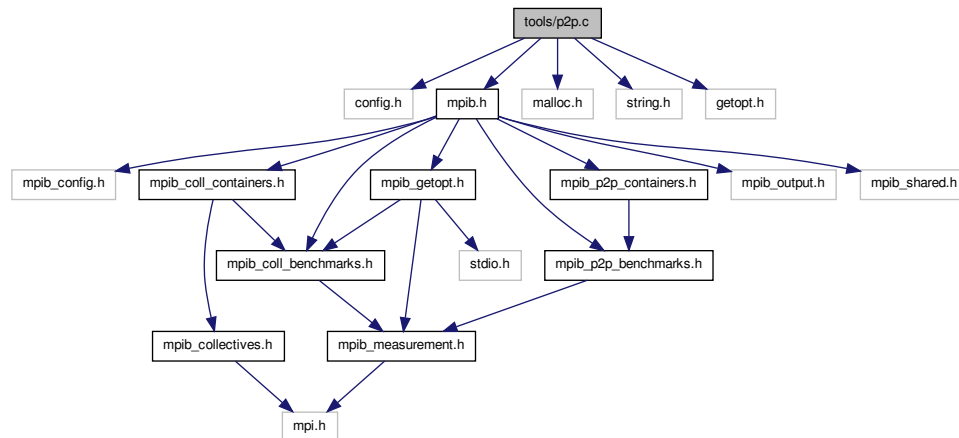 tools/p2p.c
config.h
mpib.h
malloc.h
string.h
getopt.h
mpib_config.h
mpib_coll_containers.h
mpib_getopt.h
mpib_p2p_containers.h
mpib_output.h
mpib_shared.h
mpib_coll_benchmarks.h
stdio.h
mpib_p2p_benchmarks.h
mpib_collectives.h
mpib_measurement.h
mpi.h